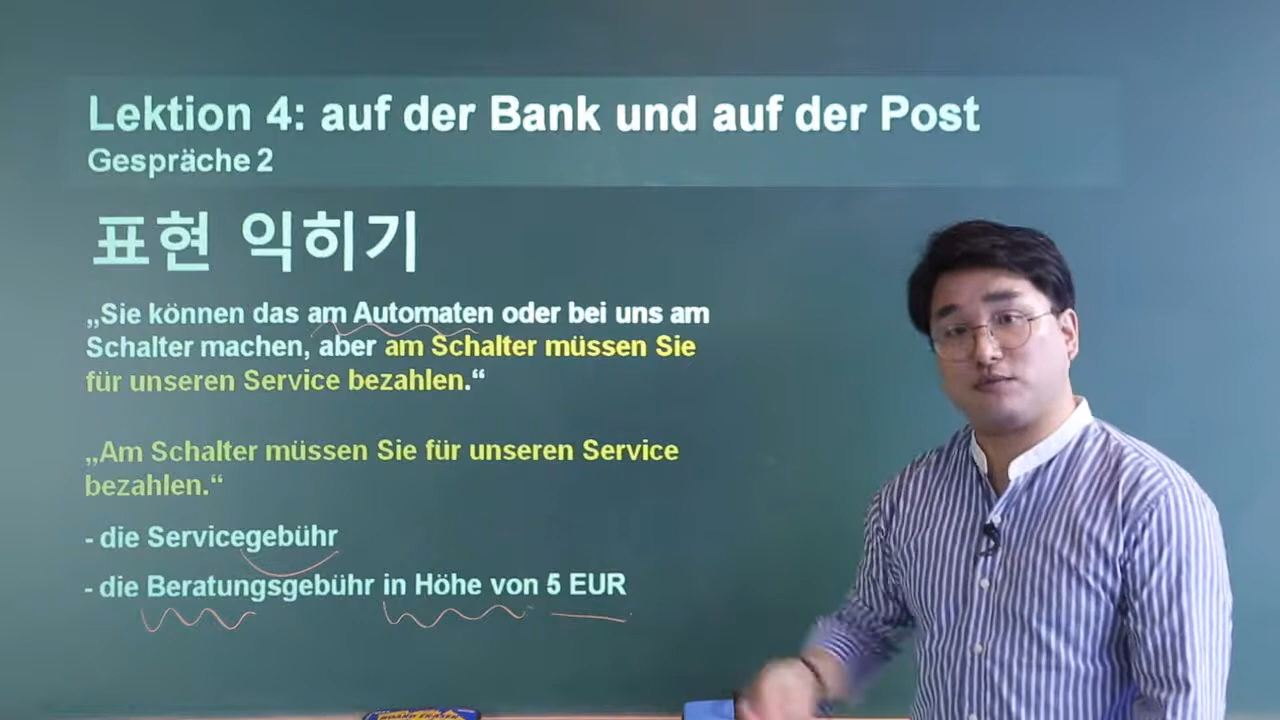 Lektion 4: auf der Bank und auf der Post
Gespräche 2
표현 익히기
„Sie können das am Automaten oder bei uns am
Schalter machen, aber am Schalter müssen Sie
für unseren Service bezahlen.“
„Am Schalter müssen Sie für unseren Service
bezahlen.“
- die Servicegebühr
- die Beratungsgebühr in Höhe von 5 EUR
BOARD ERASER